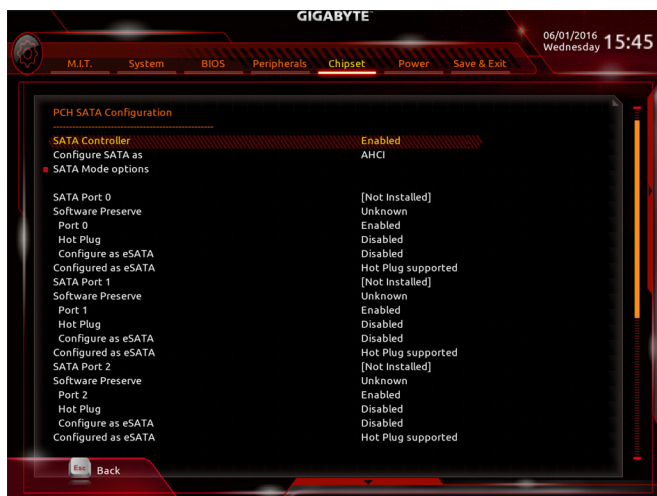 GIGABYTE™
06/01/2016
Wednesday 15:45
M.I.T. System BIOS Peripherals Chipset Power Save & Exit
PCH SATA Configuration
------------------------------------------------
SATA Controller Enabled
Configure SATA as AHCI
SATA Mode options
SATA Port 0 [Not Installed]
Software Preserve Unknown
Port 0 Enabled
Hot Plug Disabled
Configure as eSATA Disabled
Configured as eSATA Hot Plug supported
SATA Port 1 [Not Installed]
Software Preserve Unknown
Port 1 Enabled
Hot Plug Disabled
Configure as eSATA Disabled
Configured as eSATA Hot Plug supported
SATA Port 2 [Not Installed]
Software Preserve Unknown
Port 2 Enabled
Hot Plug Disabled
Configure as eSATA Disabled
Configured as eSATA Hot Plug supported
Esc Back